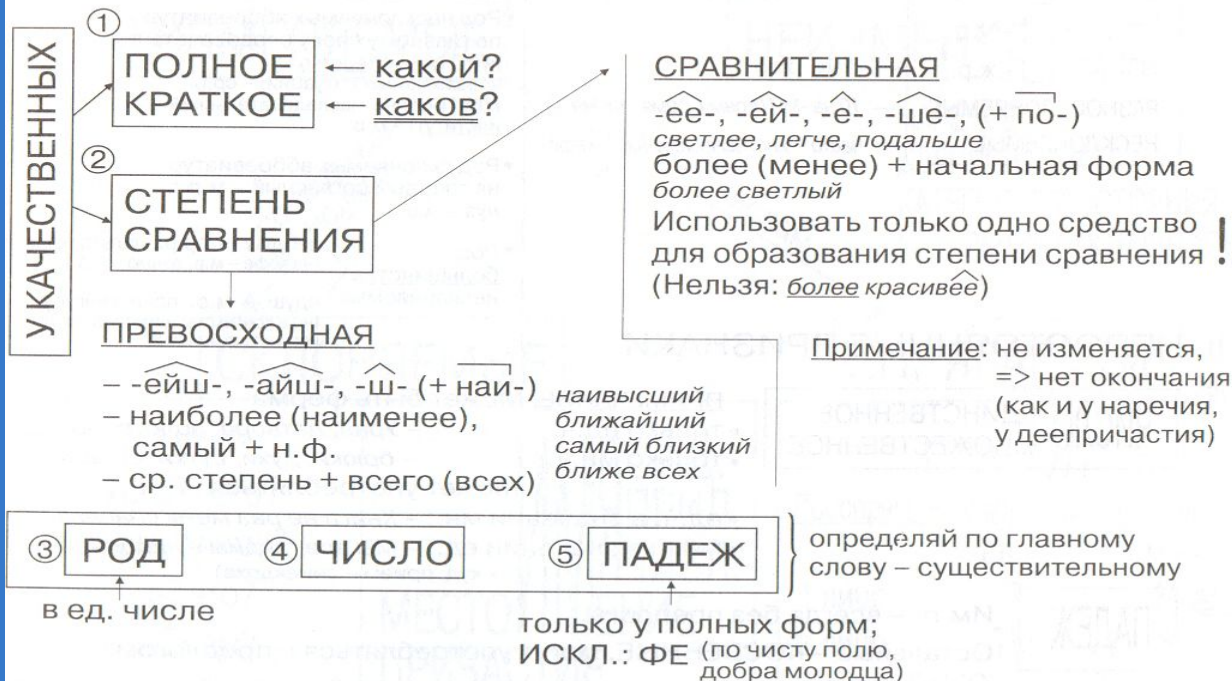 У КАЧЕСТВЕННЫХ
①
ПОЛНОЕ какой?
КРАТКОЕ каков?
②
СТЕПЕНЬ
СРАВНЕНИЯ
СРАВНИТЕЛЬНАЯ
-ее-, -ей-, -е-, -ше-, (+ по-)
светлее, легче, подальше
более (менее) + начальная форма
более светлый
Использовать только одно средство
для образования степени сравнения !
(Нельзя: более красивее)
Примечание: не изменяется,
=> нет окончания
(как и у наречия,
у деепричастия)
ПРЕВОСХОДНАЯ
– -ейш-, -айш-, -ш- (+ наи-)
– наиболее (наименее),
самый + н.ф.
– ср. степень + всего (всех)
наивысший
ближайший
самый близкий
ближе всех
③ РОД ④ ЧИСЛО ⑤ ПАДЕЖ
определяй по главному
слову – существительному
в ед. числе
только у полных форм;
ИСКЛ.: ФЕ (по чисту полю,
добра молодца)